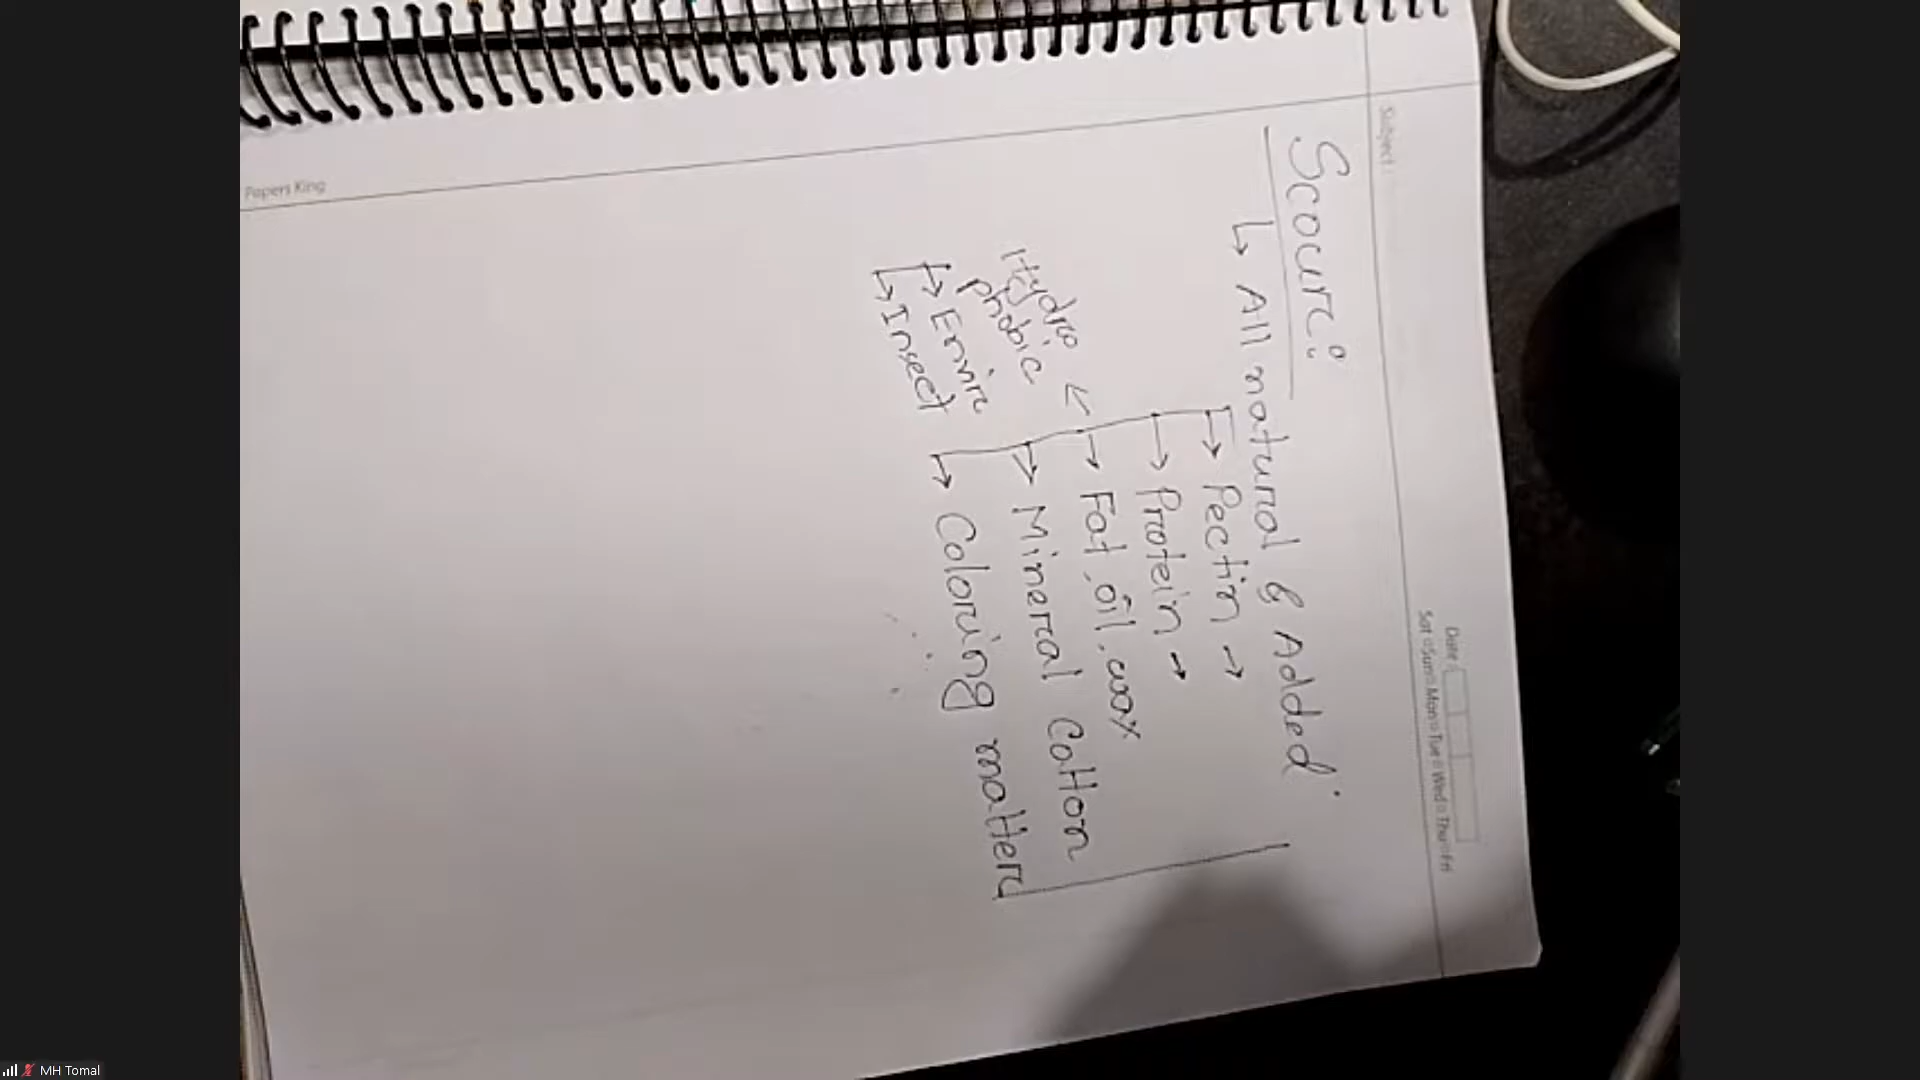 Subject :
Date :
Sat Sun Mon Tue Wed Thu Fri
Scour:
↳ All natural & Added
→ Pectin →
→ Protein →
→ Fat, oil, wax
Hydro
phobic
→ Mineral Cotton
↳ Coloring matter
↳ Envir
↳ Insect
Papers King
MH Tomal